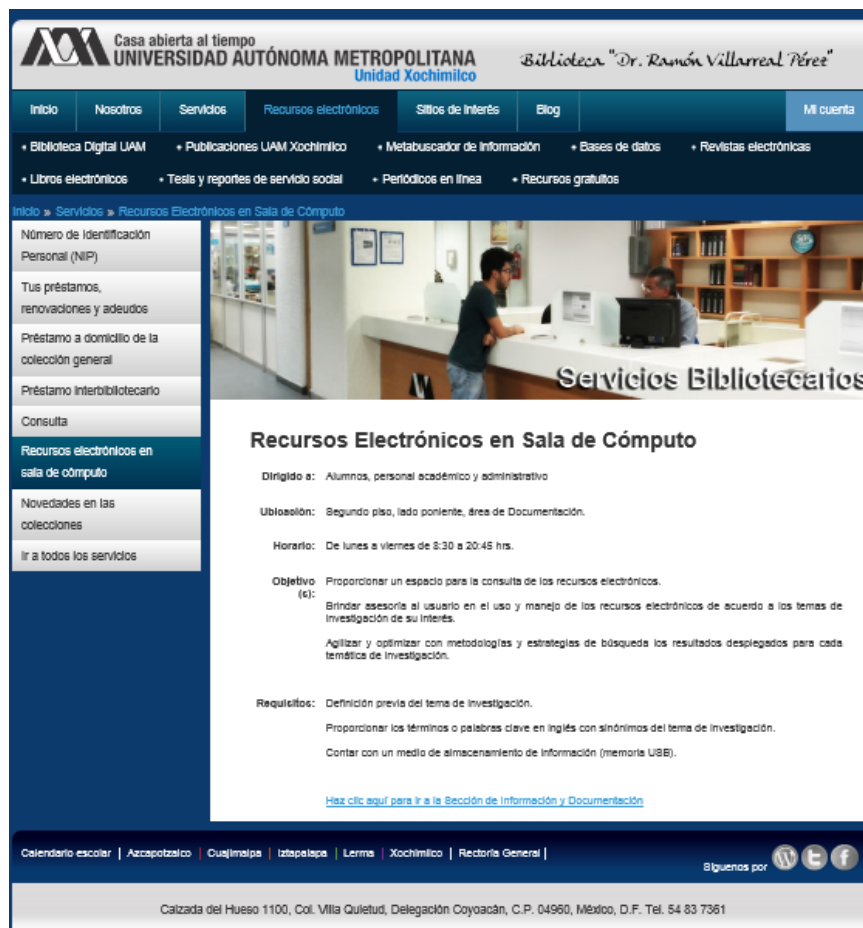 Casa abierta al tiempo
UNIVERSIDAD AUTÓNOMA METROPOLITANA
Unidad Xochimilco
Biblioteca "Dr. Ramón Villarreal Pérez"
Inicio Nosotros Servicios Recursos electrónicos Sitios de Interés Blog Mi cuenta
• Biblioteca Digital UAM • Publicaciones UAM Xochimilco • Metabuscador de Información • Bases de datos • Revistas electrónicas
• Libros electrónicos • Tesis y reportes de servicio social • Periódicos en línea • Recursos gratuitos
Inicio » Servicios » Recursos Electrónicos en Sala de Cómputo
Número de Identificación
Personal (NIP)
Tus préstamos,
renovaciones y adeudos
Préstamo a domicilio de la
colección general
Préstamo Interbibliotecario
Consulta
Recursos electrónicos en
sala de cómputo
Novedades en las
colecciones
Ir a todos los servicios
Servicios Bibliotecarios
Recursos Electrónicos en Sala de Cómputo
Dirigido a: Alumnos, personal académico y administrativo
Ubicación: Segundo piso, lado poniente, área de Documentación.
Horario: De lunes a viernes de 8:30 a 20:45 hrs.
Objetivo (s): Proporcionar un espacio para la consulta de los recursos electrónicos.
Brindar asesoría al usuario en el uso y manejo de los recursos electrónicos de acuerdo a los temas de
investigación de su interés.
Agilizar y optimizar con metodologías y estrategias de búsqueda los resultados desplegados para cada
temática de investigación.
Requisitos: Definición previa del tema de investigación.
Proporcionar los términos o palabras clave en inglés con sinónimos del tema de investigación.
Contar con un medio de almacenamiento de información (memoria USB).
Haz clic aquí para ir a la Sección de Información y Documentación
Calendario escolar | Azcapotzalco | Cuajimalpa | Iztapalapa | Lerma | Xochimilco | Rectoría General |
Síguenos por
Calzada del Hueso 1100, Col. Villa Quietud, Delegación Coyoacán, C.P. 04960, México, D.F. Tel. 54 83 7361